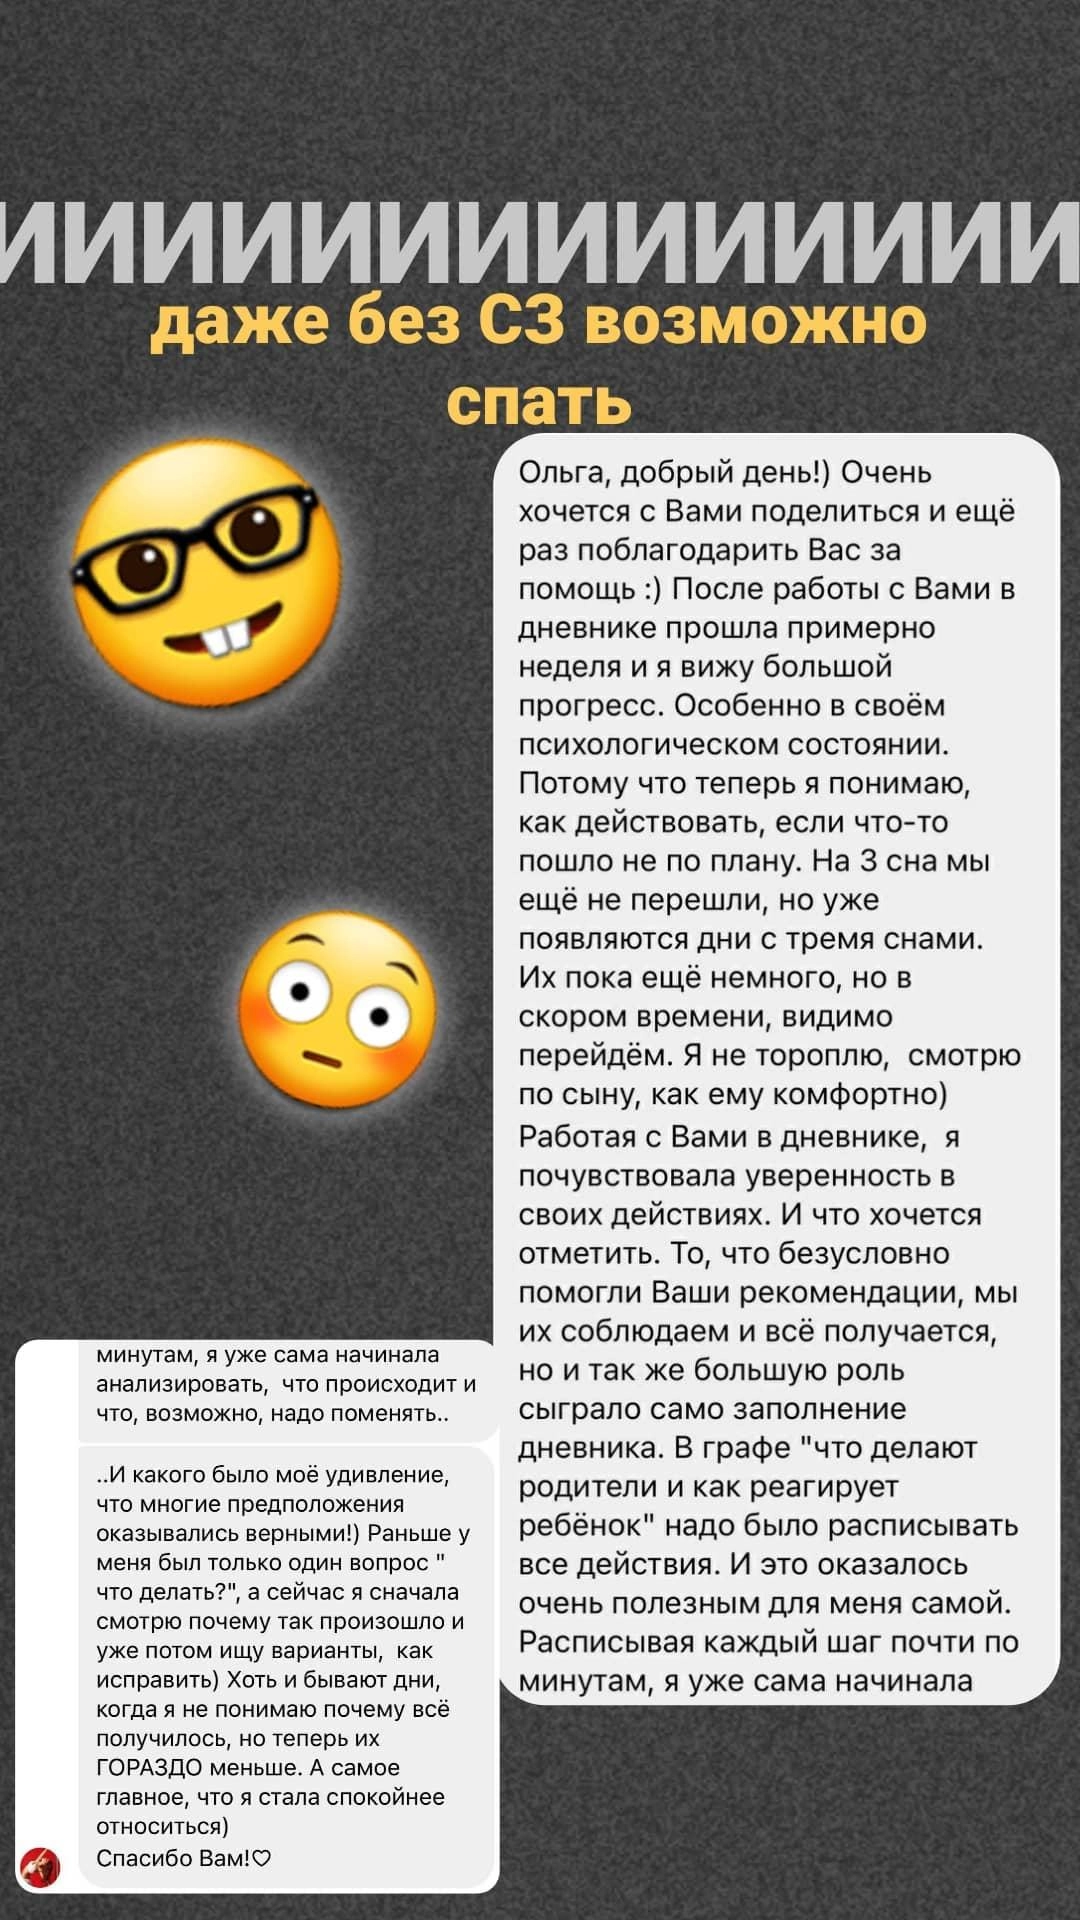 ИИИИИИИИИИИИИИ
даже без СЗ возможно
спать
Ольга, добрый день!) Очень
хочется с Вами поделиться и ещё
раз поблагодарить Вас за
помощь :) После работы с Вами в
дневнике прошла примерно
неделя и я вижу большой
прогресс. Особенно в своём
психологическом состоянии.
Потому что теперь я понимаю,
как действовать, если что-то
пошло не по плану. На 3 сна мы
ещё не перешли, но уже
появляются дни с тремя снами.
Их пока ещё немного, но в
скором времени, видимо
перейдём. Я не тороплю, смотрю
по сыну, как ему комфортно)
Работая с Вами в дневнике, я
почувствовала уверенность в
своих действиях. И что хочется
отметить. То, что безусловно
помогли Ваши рекомендации, мы
их соблюдаем и всё получается,
но и так же большую роль
сыграло само заполнение
дневника. В графе "что делают
родители и как реагирует
ребёнок" надо было расписывать
все действия. И это оказалось
очень полезным для меня самой.
Расписывая каждый шаг почти по
минутам, я уже сама начинала
минутам, я уже сама начинала
анализировать, что происходит и
что, возможно, надо поменять..
..И какого было моё удивление,
что многие предположения
оказывались верными!) Раньше у
меня был только один вопрос "
что делать?", а сейчас я сначала
смотрю почему так произошло и
уже потом ищу варианты, как
исправить) Хоть и бывают дни,
когда я не понимаю почему всё
получилось, но теперь их
ГОРАЗДО меньше. А самое
главное, что я стала спокойнее
относиться)
Спасибо Вам!♡